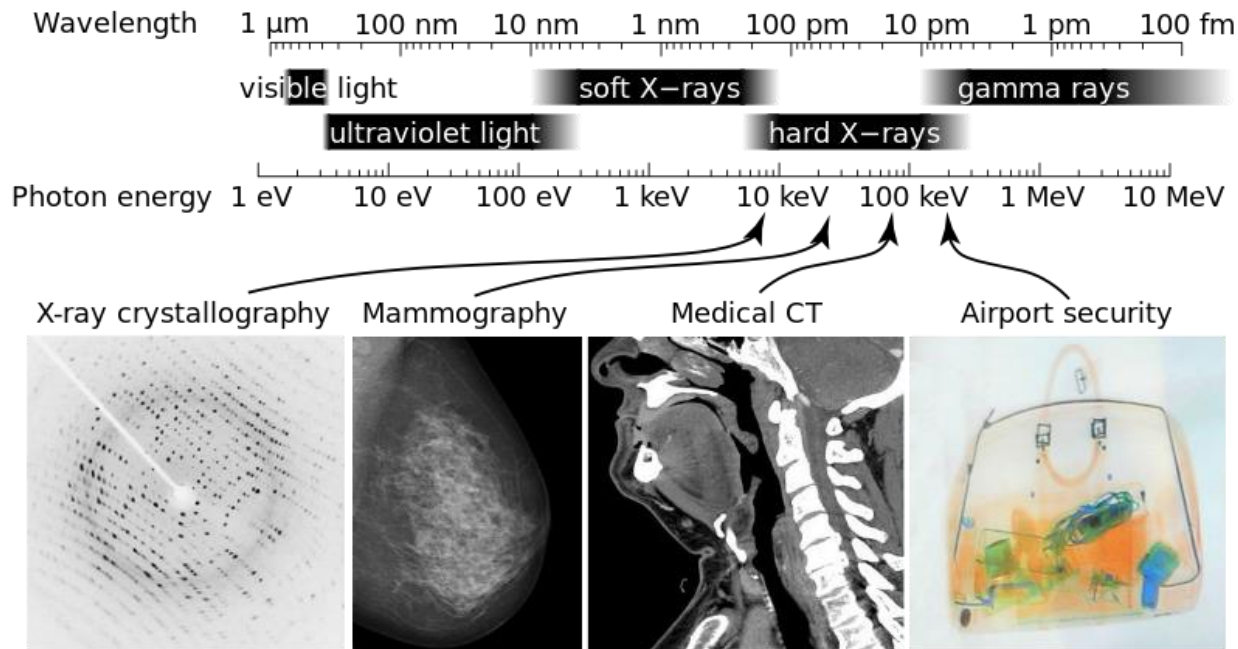 Wavelength 1 μm 100 nm 10 nm 1 nm 100 pm 10 pm 1 pm 100 fm
visible light soft X−rays gamma rays
ultraviolet light hard X−rays
Photon energy 1 eV 10 eV 100 eV 1 keV 10 keV 100 keV 1 MeV 10 MeV
X-ray crystallography Mammography Medical CT Airport security